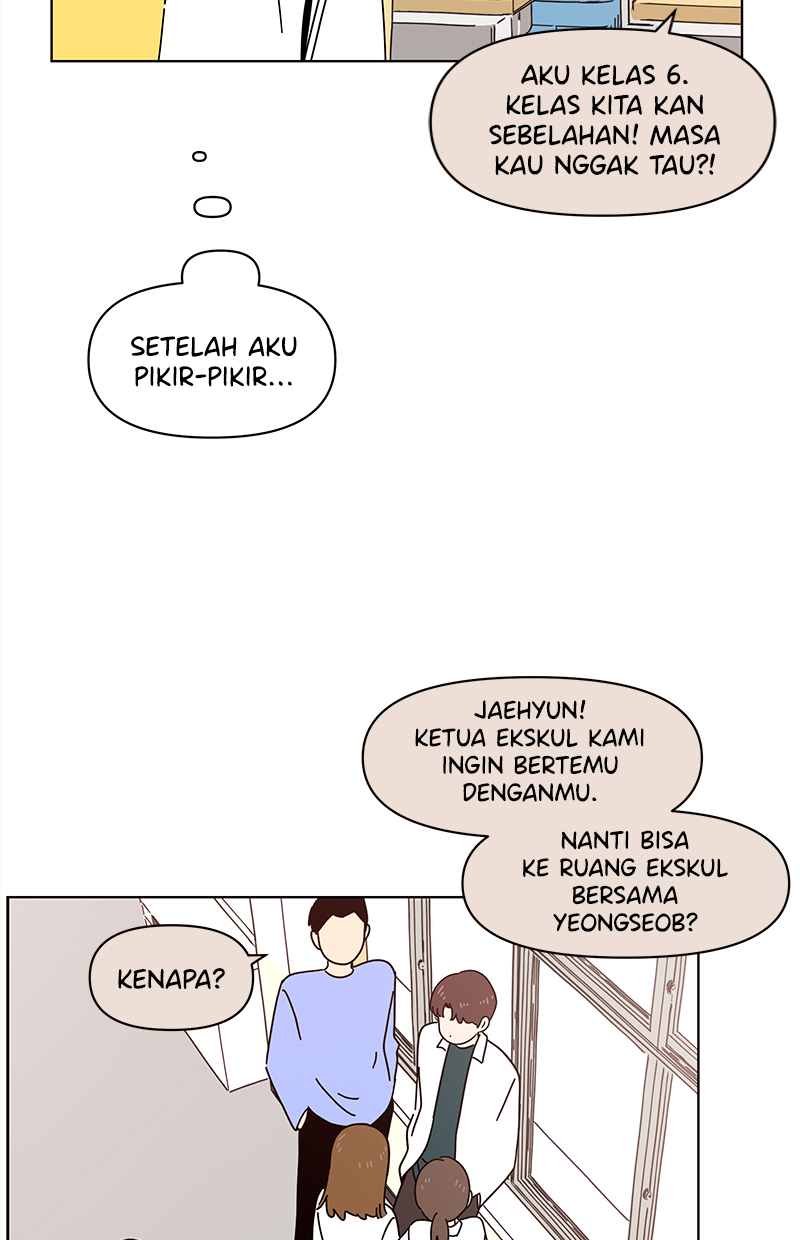 AKU KELAS 6.
KELAS KITA KAN
SEBELAHAN! MASA
KAU NGGAK TAU?!
SETELAH AKU
PIKIR-PIKIR...
JAEHYUN!
KETUA EKSKUL KAMI
INGIN BERTEMU
DENGANMU.
NANTI BISA
KE RUANG EKSKUL
BERSAMA
YEONGSEOB?
KENAPA?